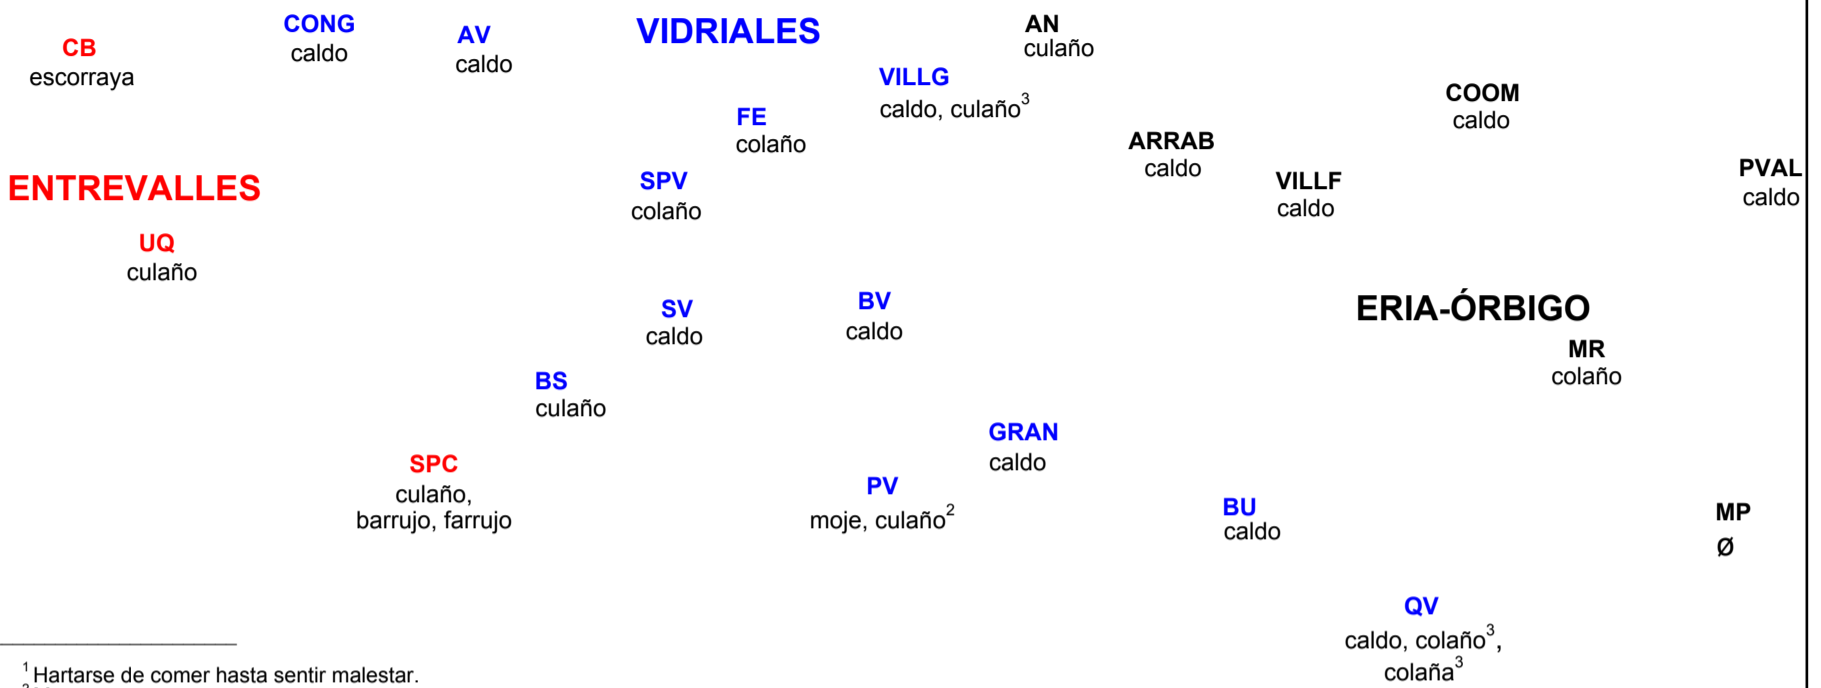 CONG
caldo
AV
caldo
VIDRIALES
AN
culaño
CB
escorraya
VILLG
caldo, culaño³
FE
colaño
COOM
caldo
ARRAB
caldo
ENTREVALLES
SPV
colaño
VILLF
caldo
PVAL
caldo
UQ
culaño
SV
caldo
BV
caldo
ERIA-ÓRBIGO
MR
colaño
BS
culaño
GRAN
caldo
SPC
culaño,
barrujo, farrujo
PV
moje, culaño²
BU
caldo
MP
Ø
QV
caldo, colaño³,
colaña³
¹ Hartarse de comer hasta sentir malestar.